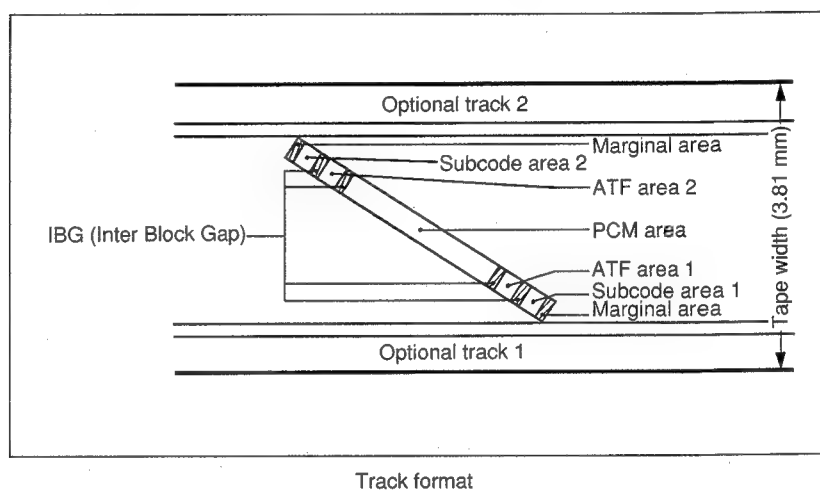 Optional track 2
Marginal area
Subcode area 2
ATF area 2
IBG (Inter Block Gap)
PCM area
ATF area 1
Subcode area 1
Marginal area
Optional track 1
Tape width (3.81 mm)
Track format